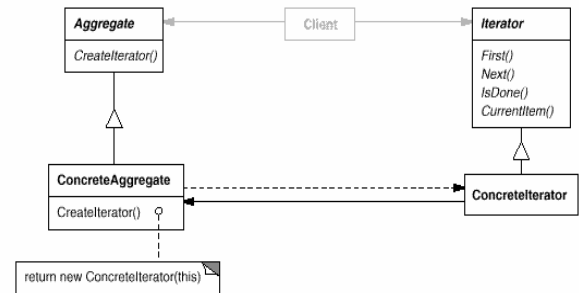 Aggregate
CreateIterator()
Client
Iterator
First()
Next()
IsDone()
CurrentItem()
ConcreteAggregate
CreateIterator()
ConcreteIterator
return new ConcreteIterator(this)